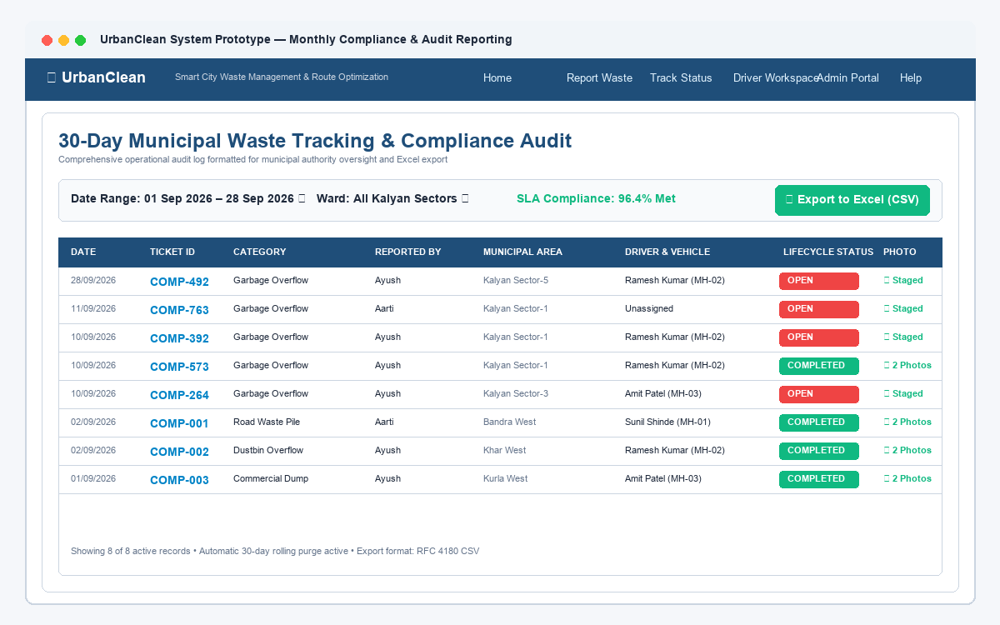 UrbanClean System Prototype — Monthly Compliance & Audit Reporting
UrbanClean Smart City Waste Management & Route Optimization Home Report Waste Track Status Driver Workspace Admin Portal Help
30-Day Municipal Waste Tracking & Compliance Audit
Comprehensive operational audit log formatted for municipal authority oversight and Excel export
Date Range: 01 Sep 2026 – 28 Sep 2026 Ward: All Kalyan Sectors SLA Compliance: 96.4% Met Export to Excel (CSV)
DATE TICKET ID CATEGORY REPORTED BY MUNICIPAL AREA DRIVER & VEHICLE LIFECYCLE STATUS PHOTO
28/09/2026 COMP-492 Garbage Overflow Ayush Kalyan Sector-5 Ramesh Kumar (MH-02) OPEN Staged
11/09/2026 COMP-763 Garbage Overflow Aarti Kalyan Sector-1 Unassigned OPEN Staged
10/09/2026 COMP-392 Garbage Overflow Ayush Kalyan Sector-1 Ramesh Kumar (MH-02) OPEN Staged
10/09/2026 COMP-573 Garbage Overflow Ayush Kalyan Sector-1 Ramesh Kumar (MH-02) COMPLETED 2 Photos
10/09/2026 COMP-264 Garbage Overflow Ayush Kalyan Sector-3 Amit Patel (MH-03) OPEN Staged
02/09/2026 COMP-001 Road Waste Pile Aarti Bandra West Sunil Shinde (MH-01) COMPLETED 2 Photos
02/09/2026 COMP-002 Dustbin Overflow Ayush Khar West Ramesh Kumar (MH-02) COMPLETED 2 Photos
01/09/2026 COMP-003 Commercial Dump Ayush Kurla West Amit Patel (MH-03) COMPLETED 2 Photos
Showing 8 of 8 active records • Automatic 30-day rolling purge active • Export format: RFC 4180 CSV